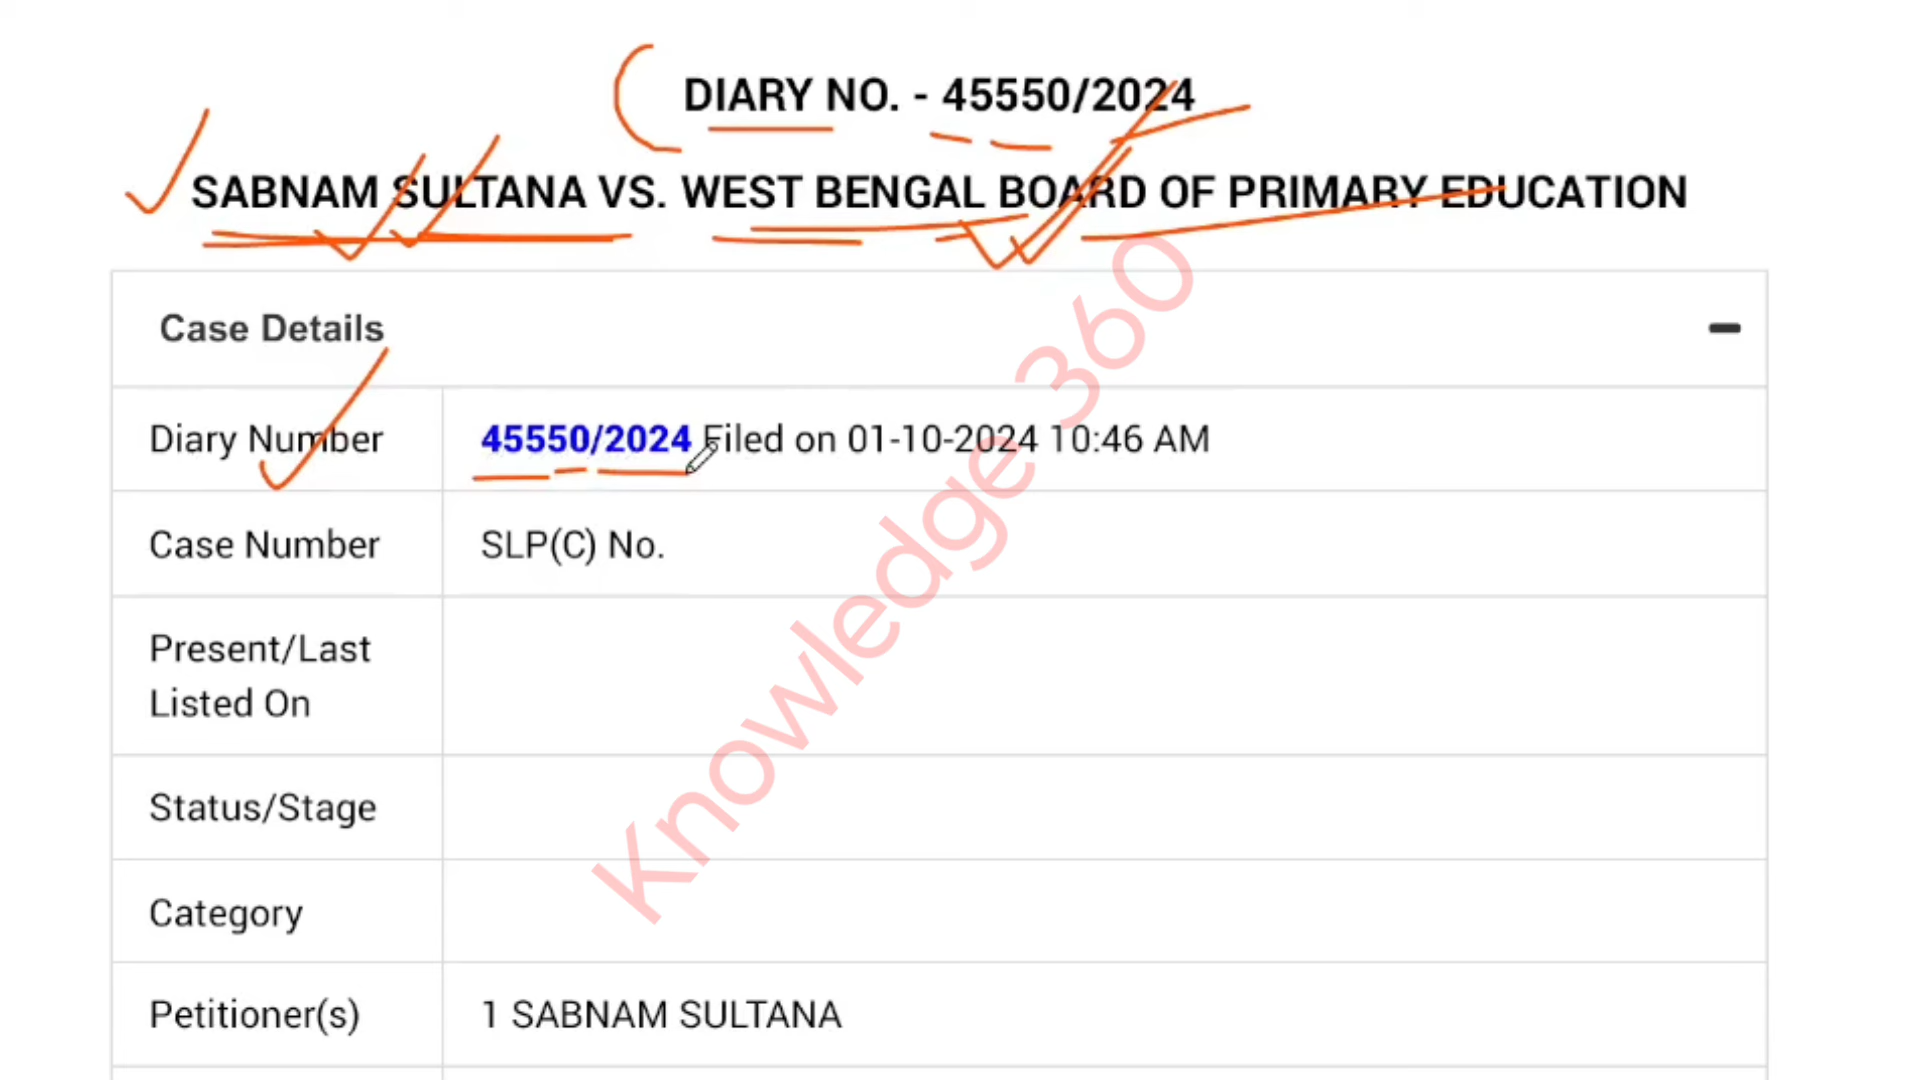 DIARY NO. - 45550/2024
SABNAM SULTANA VS. WEST BENGAL BOARD OF PRIMARY EDUCATION
Case Details
Diary Number 45550/2024 Filed on 01-10-2024 10:46 AM
Case Number SLP(C) No.
Present/Last
Listed On
Status/Stage
Category
Petitioner(s) 1 SABNAM SULTANA
Knowledge 360